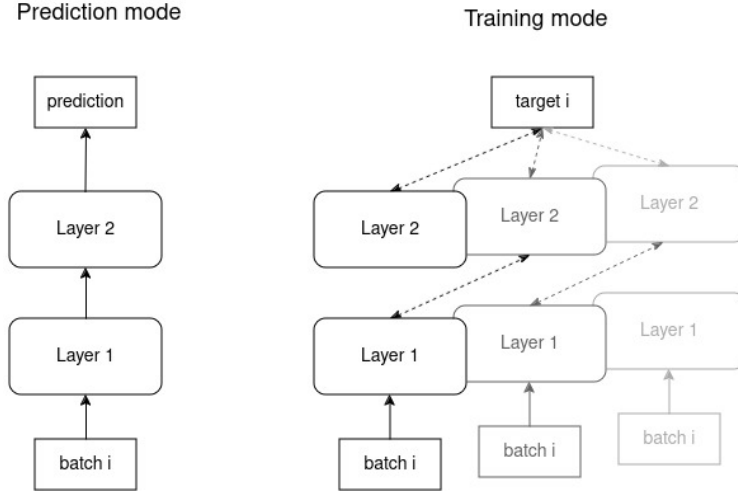 Prediction mode
prediction
Layer 2
Layer 1
batch i
Training mode
target i
Layer 2
Layer 2
Layer 2
Layer 1
Layer 1
Layer 1
batch i
batch i
batch i